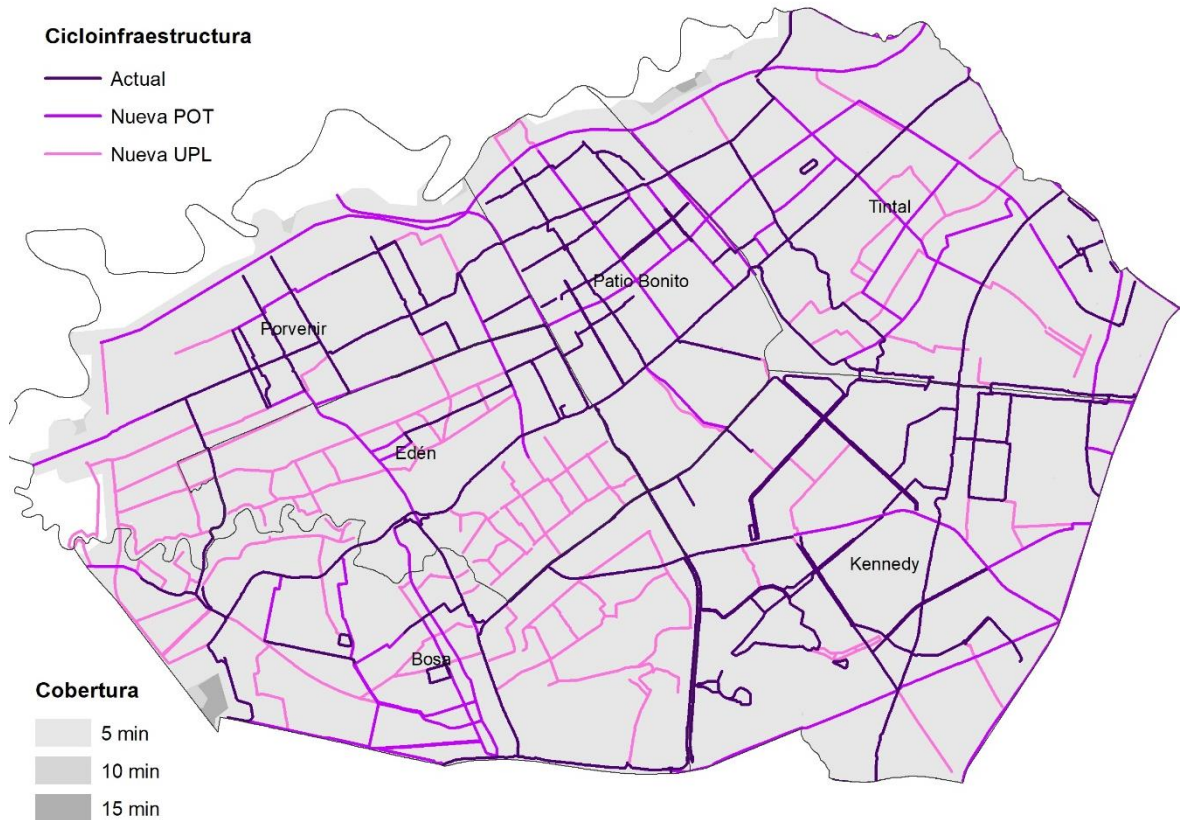 Cicloinfraestructura
Actual
Nueva POT
Nueva UPL
Tintal
Patio Bonito
Porvenir
Edén
Kennedy
Bosa
Cobertura
5 min
10 min
15 min